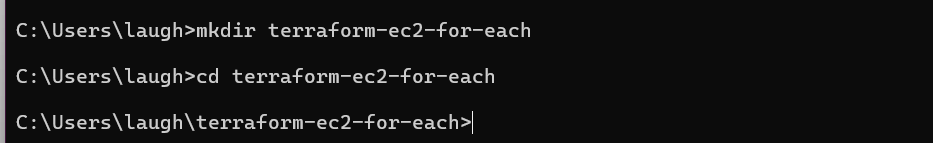 C:\Users\laugh>mkdir terraform-ec2-for-each
C:\Users\laugh>cd terraform-ec2-for-each
C:\Users\laugh\terraform-ec2-for-each>